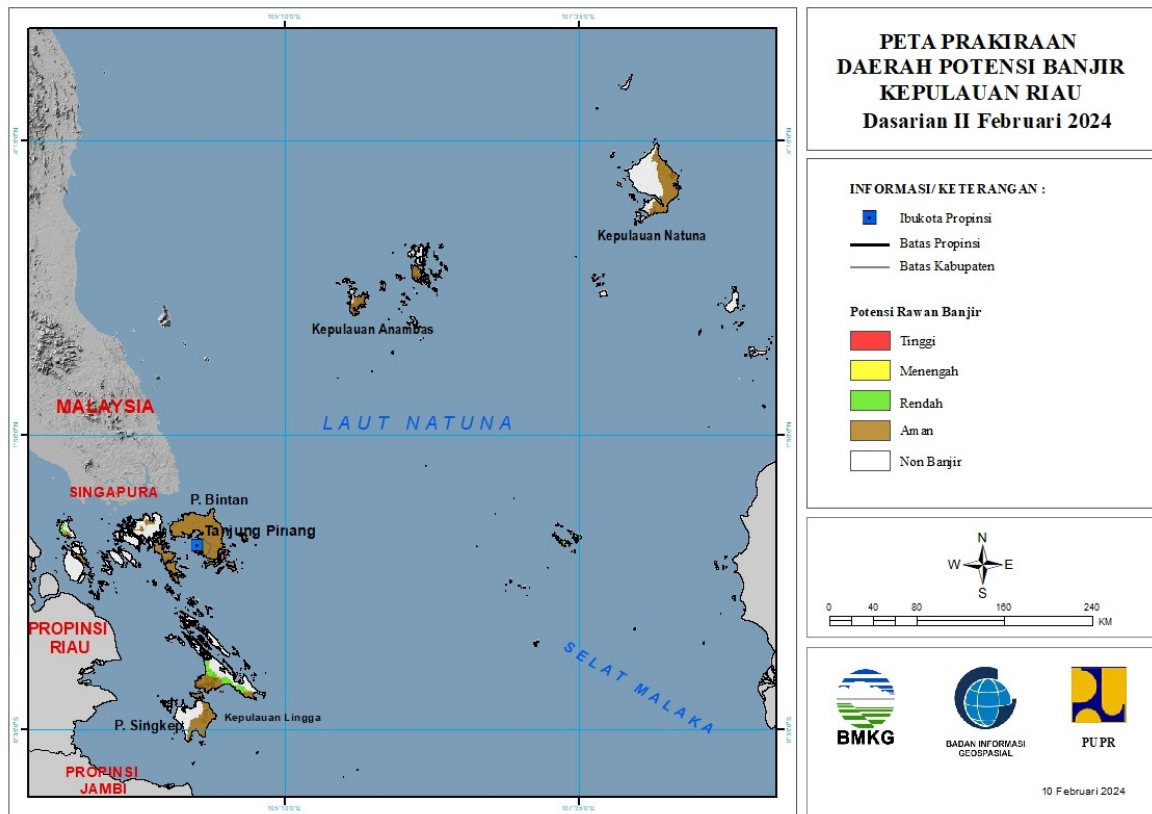 PETA PRAKIRAAN
DAERAH POTENSI BANJIR
KEPULAUAN RIAU
Dasarian II Februari 2024
INFORMASI/ KETERANGAN :
Ibukota Propinsi
Batas Propinsi
Batas Kabupaten
Potensi Rawan Banjir
Tinggi
Menengah
Rendah
Aman
Non Banjir
N
W E
S
0 40 80 160 240
KM
BMKG
BADAN INFORMASI
GEOSPASIAL
PUPR
10 Februari 2024
Kepulauan Natuna
Kepulauan Anambas
MALAYSIA
LAUT NATUNA
SINGAPURA
P. Bintan
Tanjung Pinang
PROPINSI
RIAU
SELAT MALAKA
P. Singkep
Kepulauan Lingga
PROPINSI
JAMBI